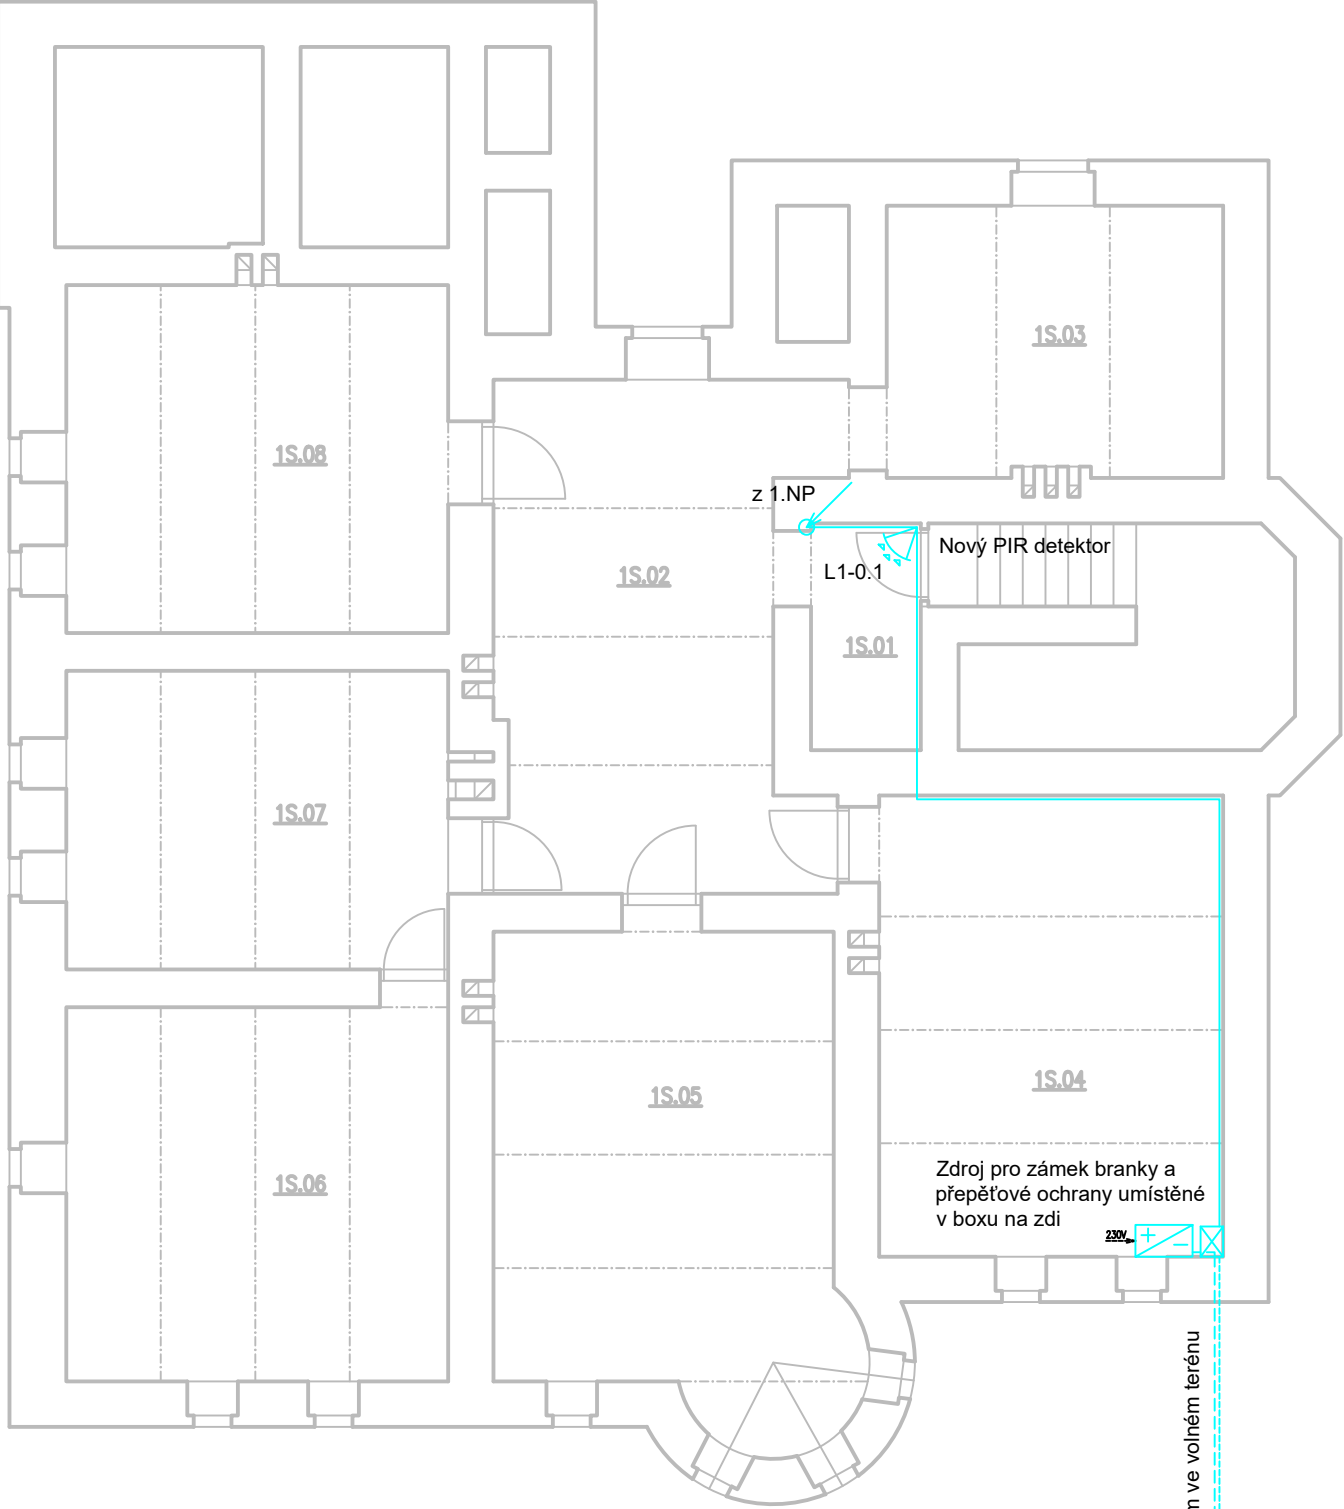 1S.03
1S.08
z 1.NP
Nový PIR detektor
L1-0.1
1S.02
1S.01
1S.07
1S.04
1S.05
1S.06
Zdroj pro zámek branky a
přepěťové ochrany umístěné
v boxu na zdi
230V
+
−
ve volném terénu